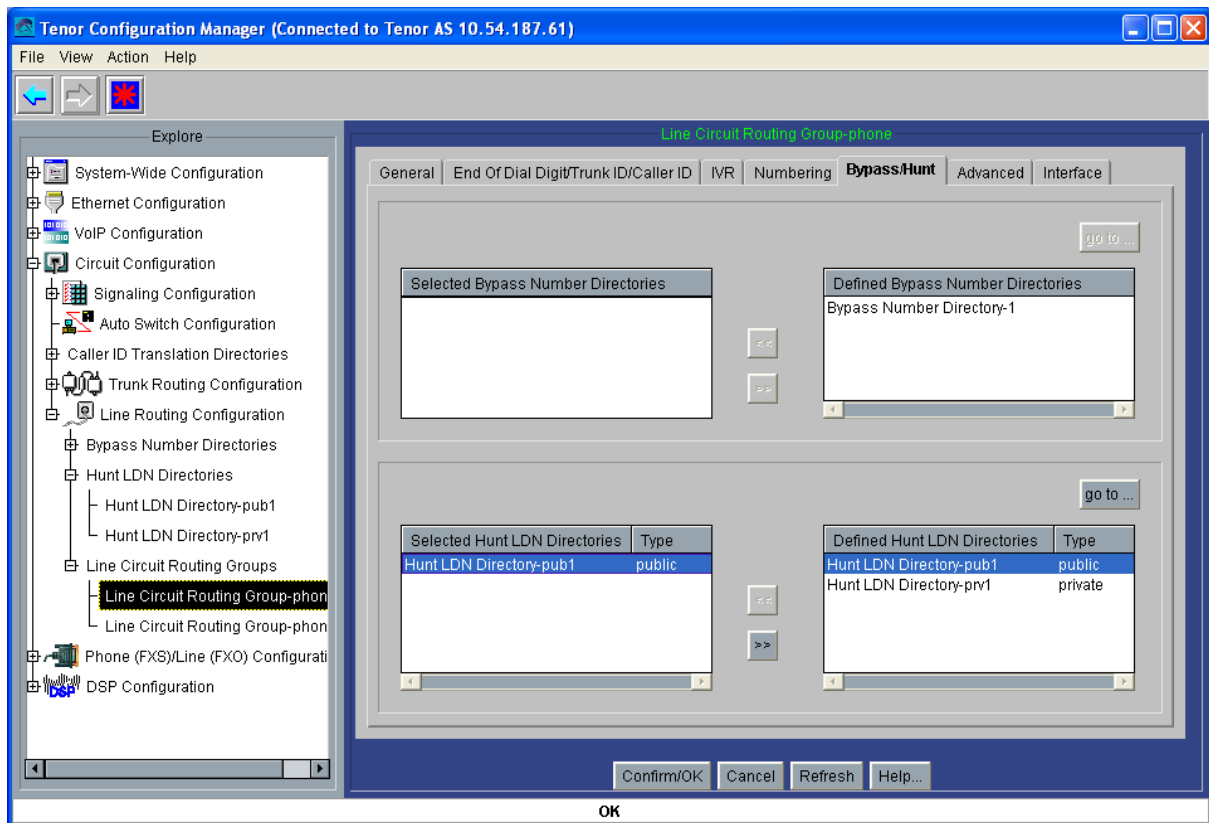 Tenor Configuration Manager (Connected to Tenor AS 10.54.187.61)
File View Action Help
Explore
System-Wide Configuration
Ethernet Configuration
VoIP Configuration
Circuit Configuration
Signaling Configuration
Auto Switch Configuration
Caller ID Translation Directories
Trunk Routing Configuration
Line Routing Configuration
Bypass Number Directories
Hunt LDN Directories
Hunt LDN Directory-pub1
Hunt LDN Directory-prv1
Line Circuit Routing Groups
Line Circuit Routing Group-phon
Line Circuit Routing Group-phon
Phone (FXS)/Line (FXO) Configurati
DSP Configuration
Line Circuit Routing Group-phone
General End Of Dial Digit/Trunk ID/Caller ID IVR Numbering Bypass/Hunt Advanced Interface
go to ...
Selected Bypass Number Directories
<<
>>
Defined Bypass Number Directories
Bypass Number Directory-1
go to ...
Selected Hunt LDN Directories Type
Hunt LDN Directory-pub1 public
<<
>>
Defined Hunt LDN Directories Type
Hunt LDN Directory-pub1 public
Hunt LDN Directory-prv1 private
Confirm/OK Cancel Refresh Help...
OK